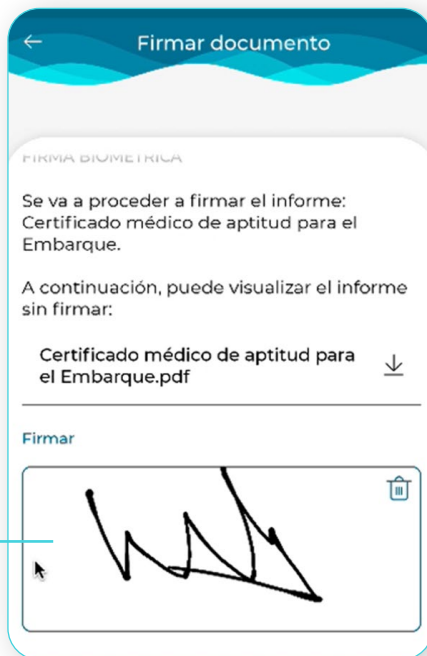 Firmar documento
FIRMA BIOMETRICA
Se va a proceder a firmar el informe:
Certificado médico de aptitud para el
Embarque.
A continuación, puede visualizar el informe
sin firmar:
Certificado médico de aptitud para
el Embarque.pdf
Firmar